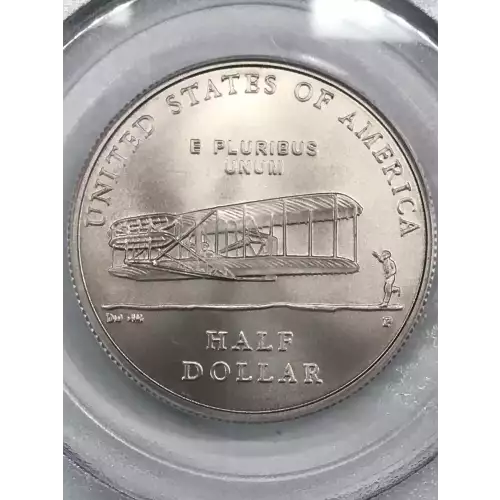 UNITED STATES OF AMERICA
E PLURIBUS
UNUM
P
HALF
DOLLAR